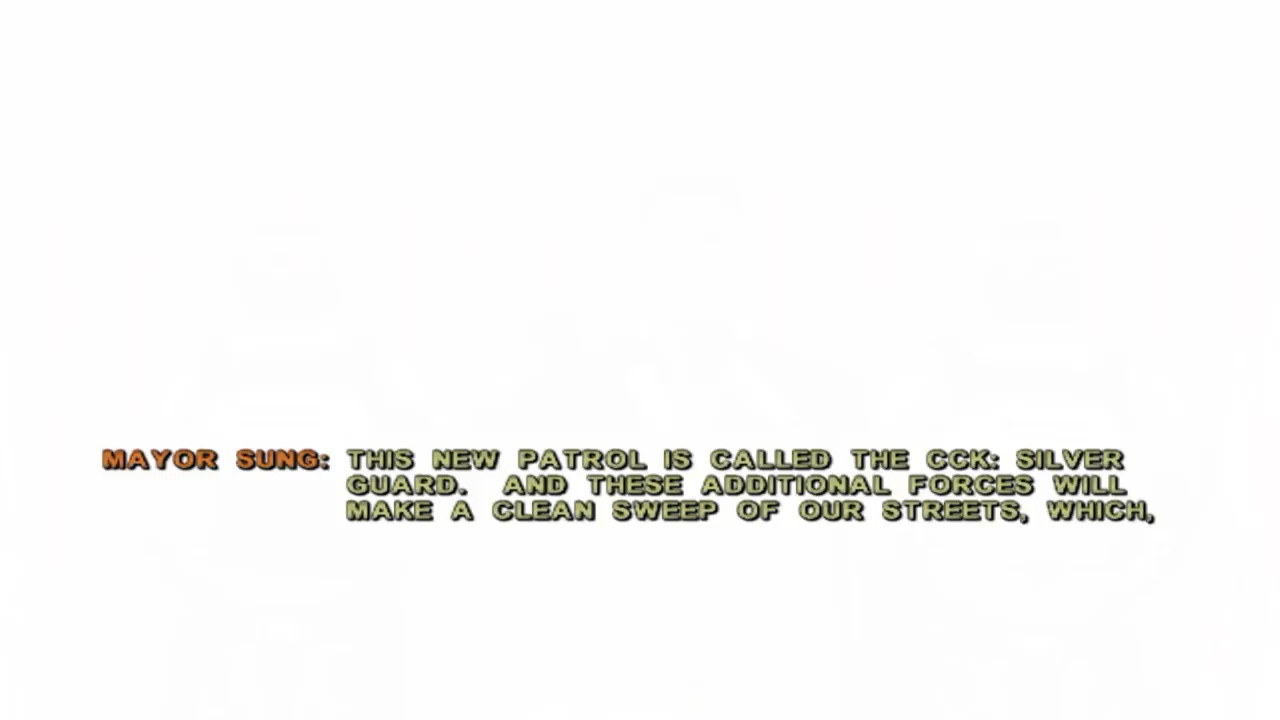 MAYOR SUNG: THIS NEW PATROL IS CALLED THE CCK: SILVER
GUARD. AND THESE ADDITIONAL FORCES WILL
MAKE A CLEAN SWEEP OF OUR STREETS, WHICH,